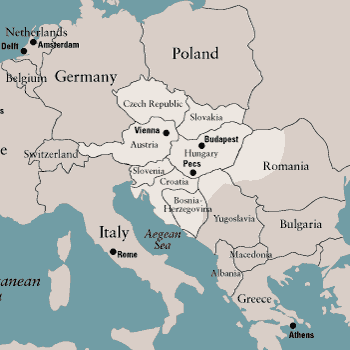 Netherlands
Delft
Amsterdam
Poland
Belgium
Germany
Czech Republic
s
Slovakia
Vienna
Budapest
Austria
Hungary
e
Switzerland
Pecs
Romania
Slovenia
Croatia
Bosnia-
Herzegovina
Yugoslavia
Bulgaria
Italy
Aegean
Sea
Rome
Macedonia
Albania
ranean
a
Greece
Athens